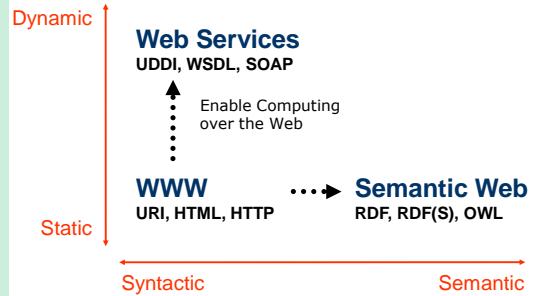 Dynamic
Web Services
UDDI, WSDL, SOAP
Enable Computing
over the Web
WWW
URI, HTML, HTTP
Semantic Web
RDF, RDF(S), OWL
Static
Syntactic
Semantic